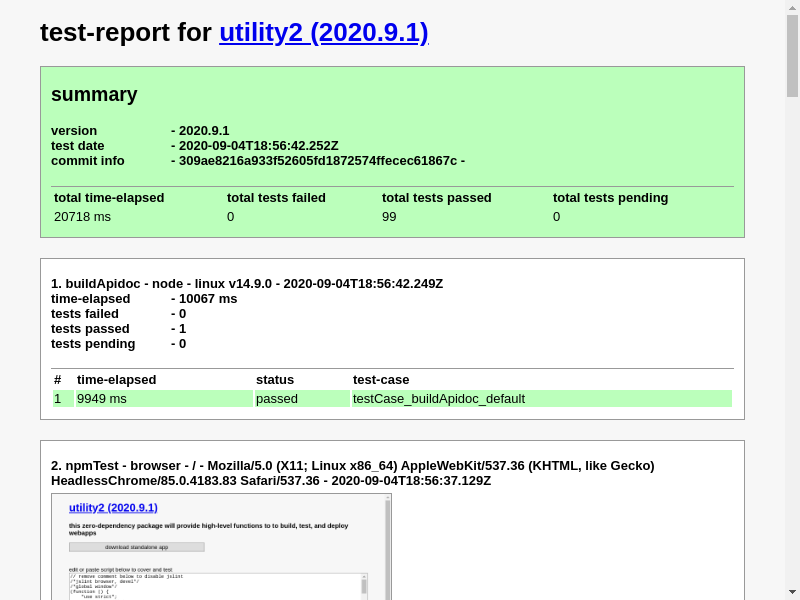 test-report for utility2 (2020.9.1)
summary
version - 2020.9.1
test date - 2020-09-04T18:56:42.252Z
commit info - 309ae8216a933f52605fd1872574ffecec61867c -
total time-elapsed total tests failed total tests passed total tests pending
20718 ms 0 99 0
1. buildApidoc - node - linux v14.9.0 - 2020-09-04T18:56:42.249Z
time-elapsed - 10067 ms
tests failed - 0
tests passed - 1
tests pending - 0
# time-elapsed status test-case
1 9949 ms passed testCase_buildApidoc_default
2. npmTest - browser - / - Mozilla/5.0 (X11; Linux x86_64) AppleWebKit/537.36 (KHTML, like Gecko)
HeadlessChrome/85.0.4183.83 Safari/537.36 - 2020-09-04T18:56:37.129Z
utility2 (2020.9.1)
this zero-dependency package will provide high-level functions to to build, test, and deploy
webapps
download standalone app
edit or paste script below to cover and test
// remove comment below to disable jslint
/*jslint browser, devel*/
/*global window*/
(function () {
"use strict";